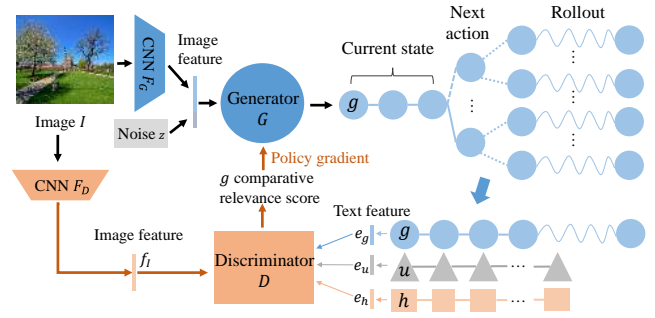 CNN F_G
Image
feature
Noise z
Image I
Generator
G
Current state
g
Next
action
Rollout
...
...
...
Policy gradient
g comparative
relevance score
CNN F_D
Image feature
f_I
Discriminator
D
Text feature
e_g
g
e_u
u
...
e_h
h
...